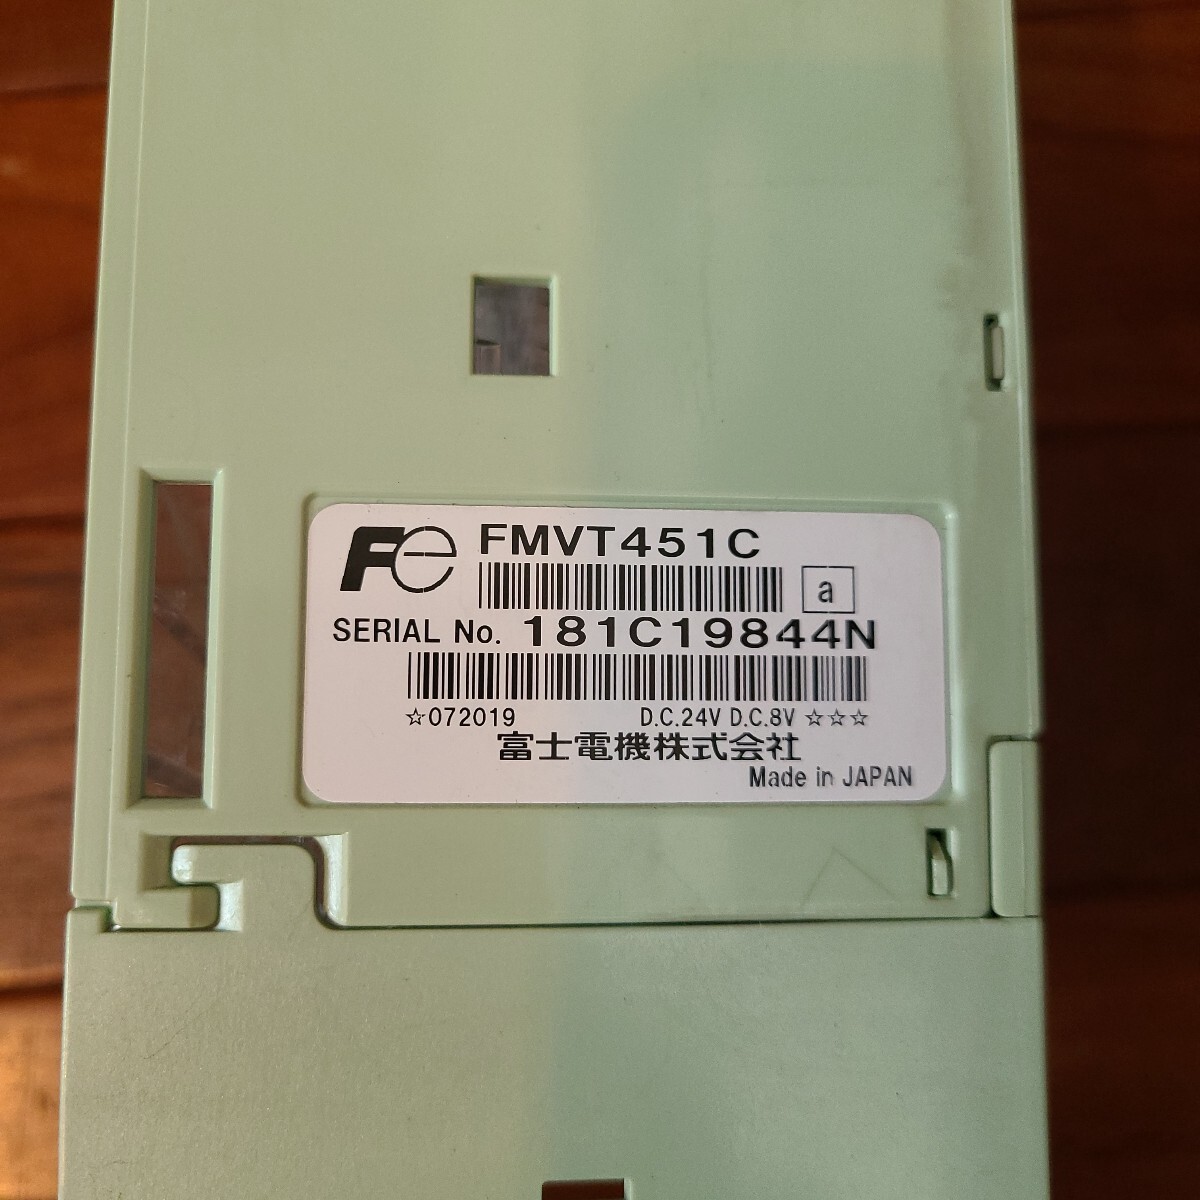 Fe FMVT451C
a
SERIAL No. 181C19844N
☆072019 D.C.24V D.C.8V ☆☆☆
富士電機株式会社
Made in JAPAN